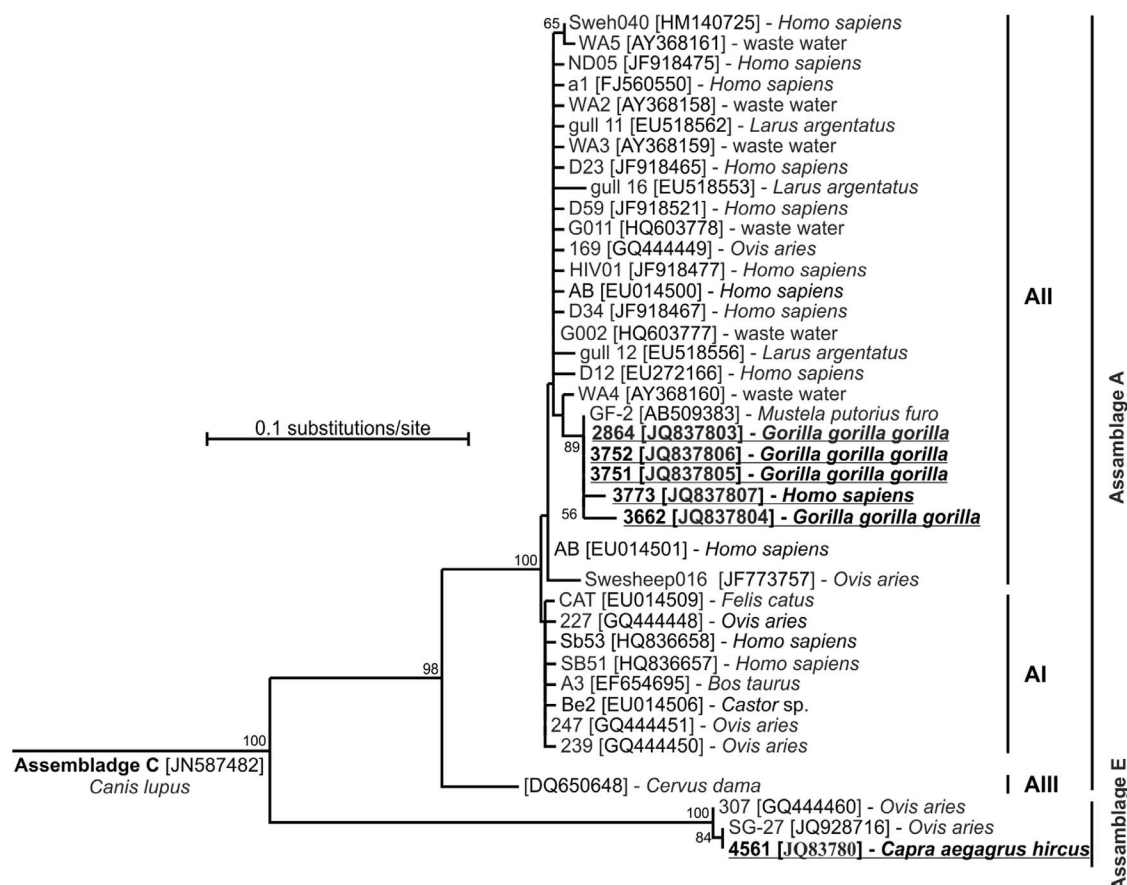 65
Sweh040 [HM140725] - Homo sapiens
WA5 [AY368161] - waste water
ND05 [JF918475] - Homo sapiens
a1 [FJ560550] - Homo sapiens
WA2 [AY368158] - waste water
gull 11 [EU518562] - Larus argentatus
WA3 [AY368159] - waste water
D23 [JF918465] - Homo sapiens
gull 16 [EU518553] - Larus argentatus
D59 [JF918521] - Homo sapiens
G011 [HQ603778] - waste water
169 [GQ444449] - Ovis aries
HIV01 [JF918477] - Homo sapiens
AB [EU014500] - Homo sapiens
AII
D34 [JF918467] - Homo sapiens
G002 [HQ603777] - waste water
gull 12 [EU518556] - Larus argentatus
D12 [EU272166] - Homo sapiens
WA4 [AY368160] - waste water
GF-2 [AB509383] - Mustela putorius furo
0.1 substitutions/site
2864 [JQ837803] - Gorilla gorilla gorilla
89
3752 [JQ837806] - Gorilla gorilla gorilla
3751 [JQ837805] - Gorilla gorilla gorilla
3773 [JQ837807] - Homo sapiens
56
3662 [JQ837804] - Gorilla gorilla gorilla
Assemblage A
AB [EU014501] - Homo sapiens
100
Swesheep016 [JF773757] - Ovis aries
CAT [EU014509] - Felis catus
227 [GQ444448] - Ovis aries
Sb53 [HQ836658] - Homo sapiens
98
SB51 [HQ836657] - Homo sapiens
AI
A3 [EF654695] - Bos taurus
Be2 [EU014506] - Castor sp.
247 [GQ444451] - Ovis aries
100
239 [GQ444450] - Ovis aries
Assembladge C [JN587482]
Canis lupus
[DQ650648] - Cervus dama
AIII
307 [GQ444460] - Ovis aries
100
SG-27 [JQ928716] - Ovis aries
84
4561 [JQ83780] - Capra aegagrus hircus
Assemblage E